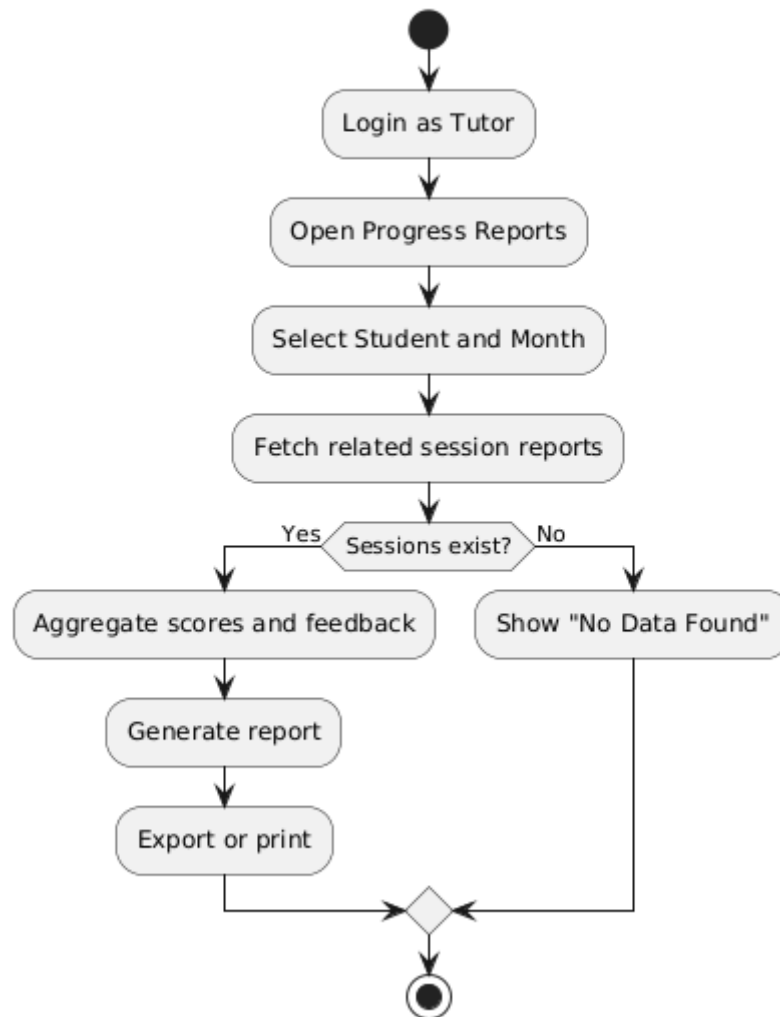 Login as Tutor
Open Progress Reports
Select Student and Month
Fetch related session reports
Yes
Sessions exist?
No
Aggregate scores and feedback
Show "No Data Found"
Generate report
Export or print